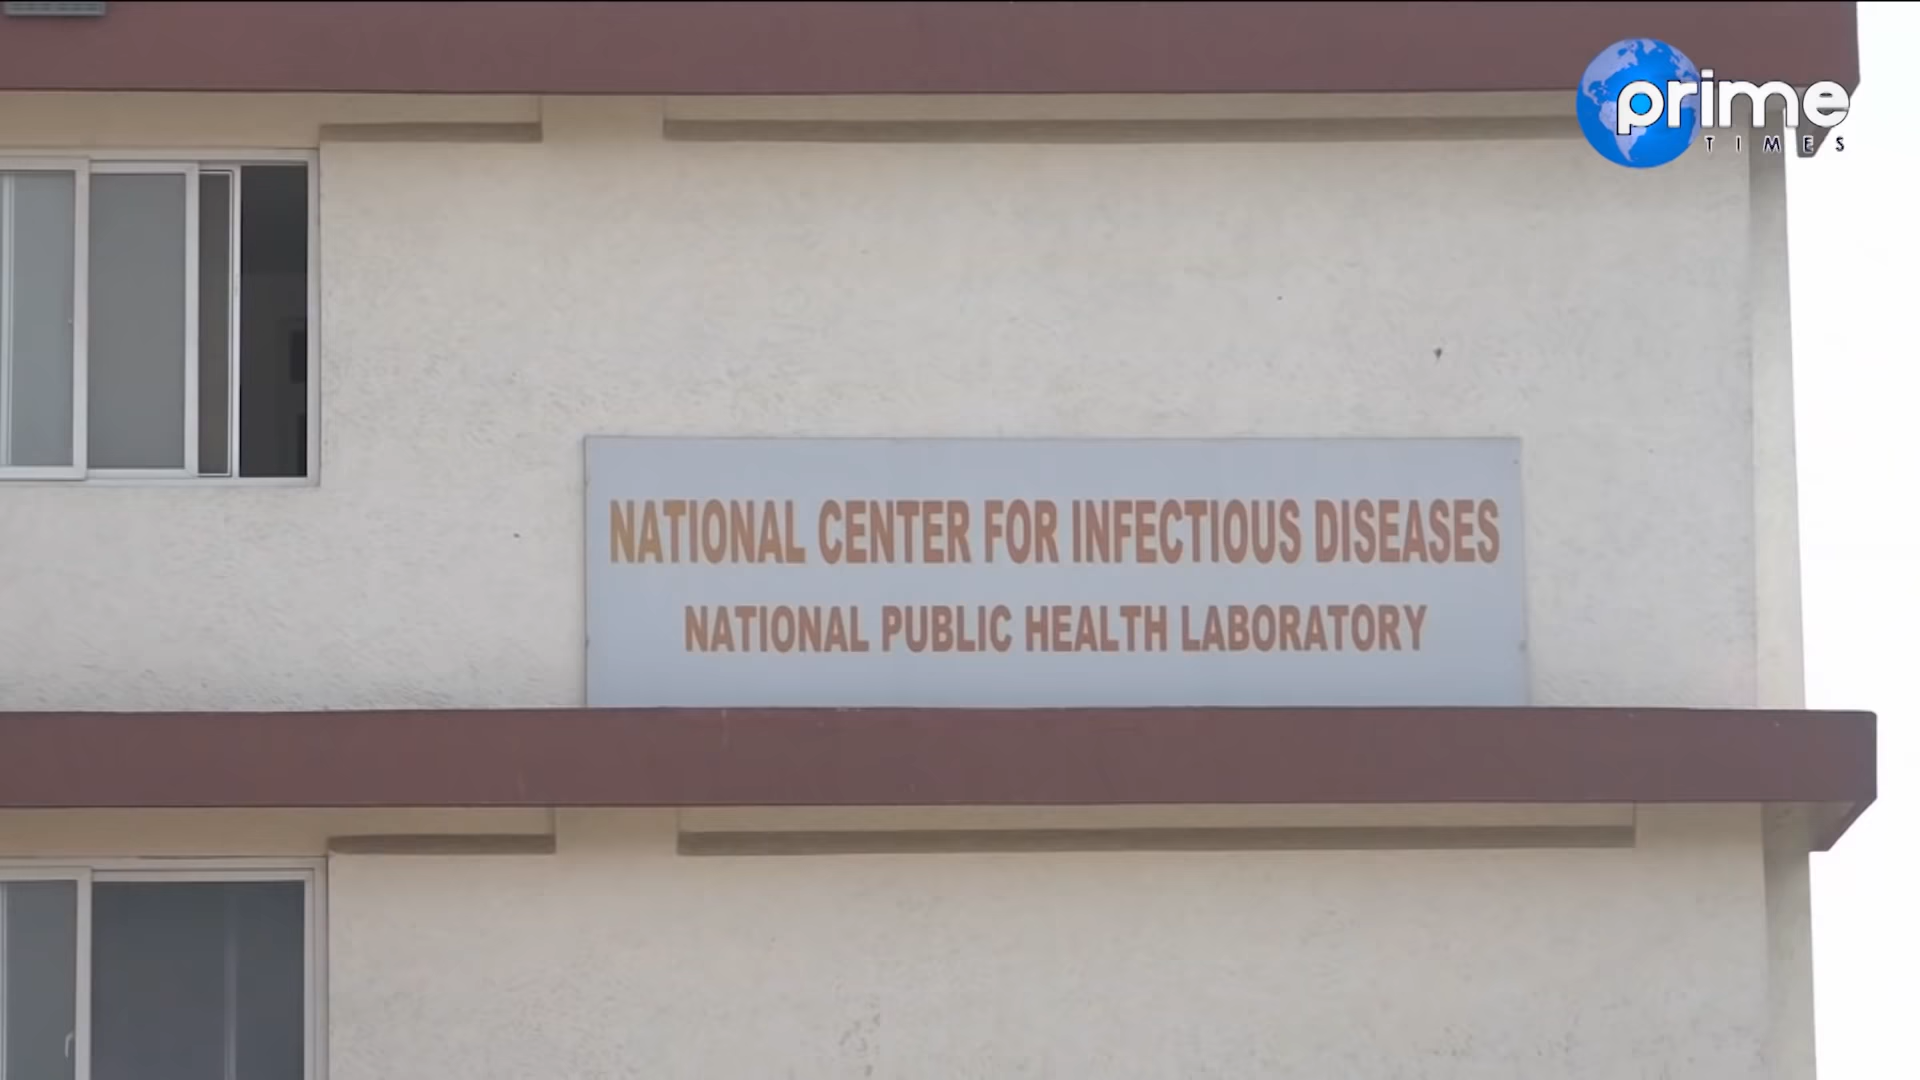 prime
TIMES
NATIONAL CENTER FOR INFECTIOUS DISEASES
NATIONAL PUBLIC HEALTH LABORATORY